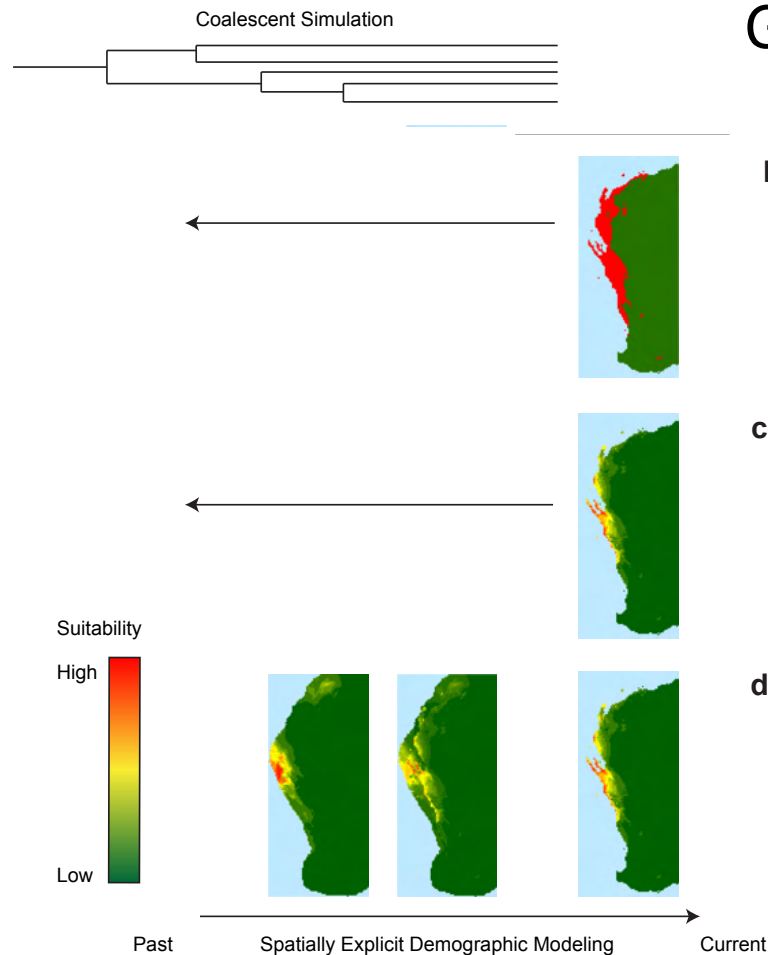 Coalescent Simulation
G
c
Suitability
High
d
Low
Past Spatially Explicit Demographic Modeling Current